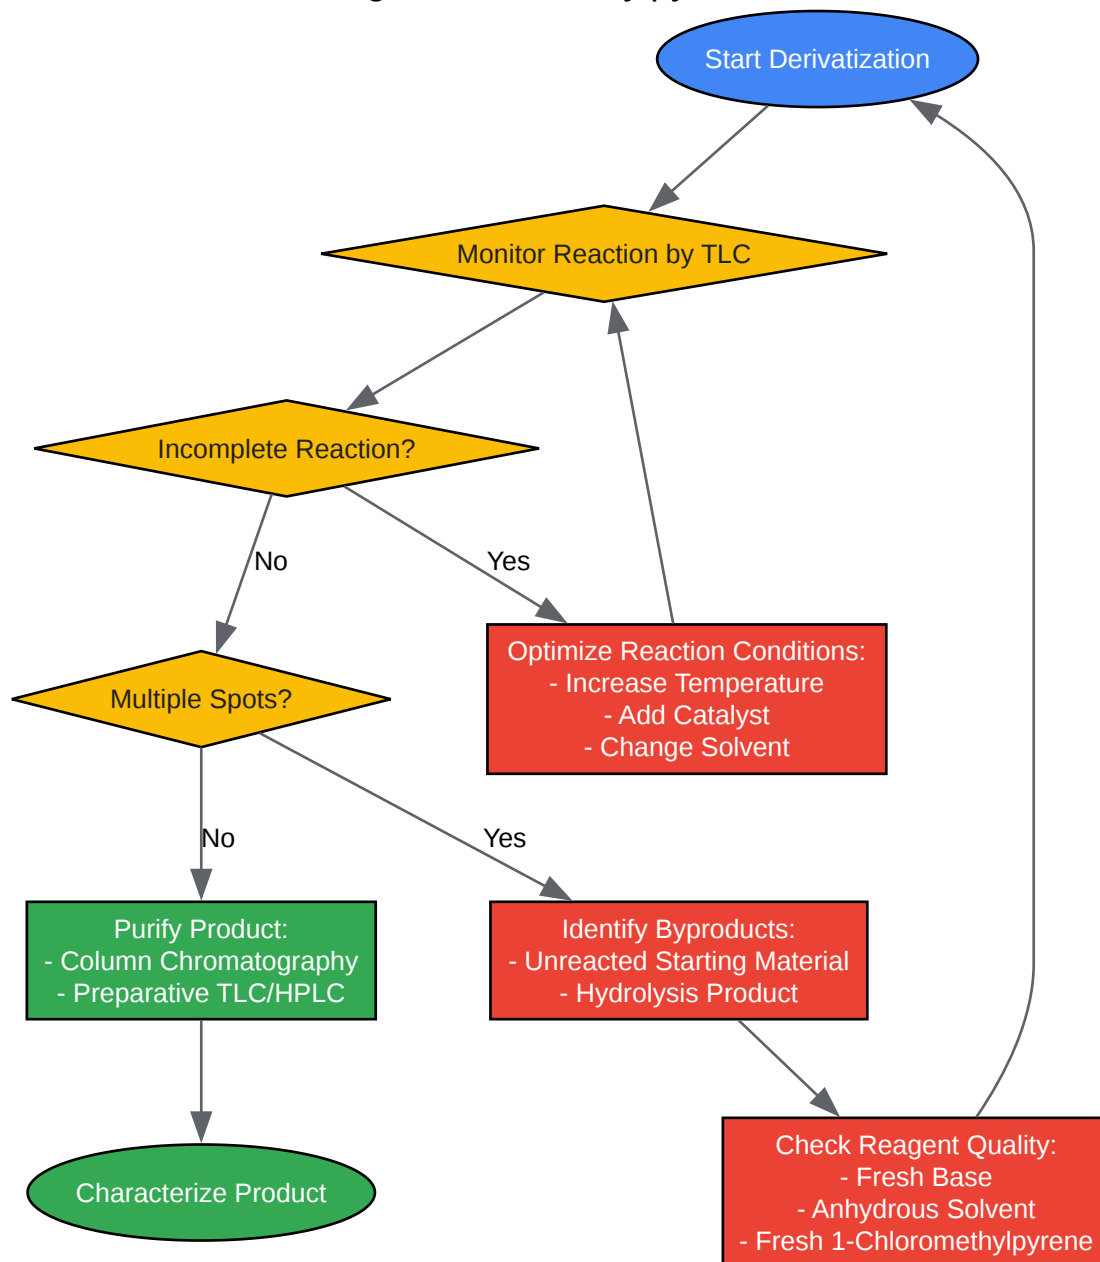 Start Derivatization
Monitor Reaction by TLC
Incomplete Reaction?
No
Yes
Optimize Reaction Conditions:
- Increase Temperature
- Add Catalyst
- Change Solvent
Multiple Spots?
No
Yes
Purify Product:
- Column Chromatography
- Preparative TLC/HPLC
Identify Byproducts:
- Unreacted Starting Material
- Hydrolysis Product
Check Reagent Quality:
- Fresh Base
- Anhydrous Solvent
- Fresh 1-Chloromethylpyrene
Characterize Product